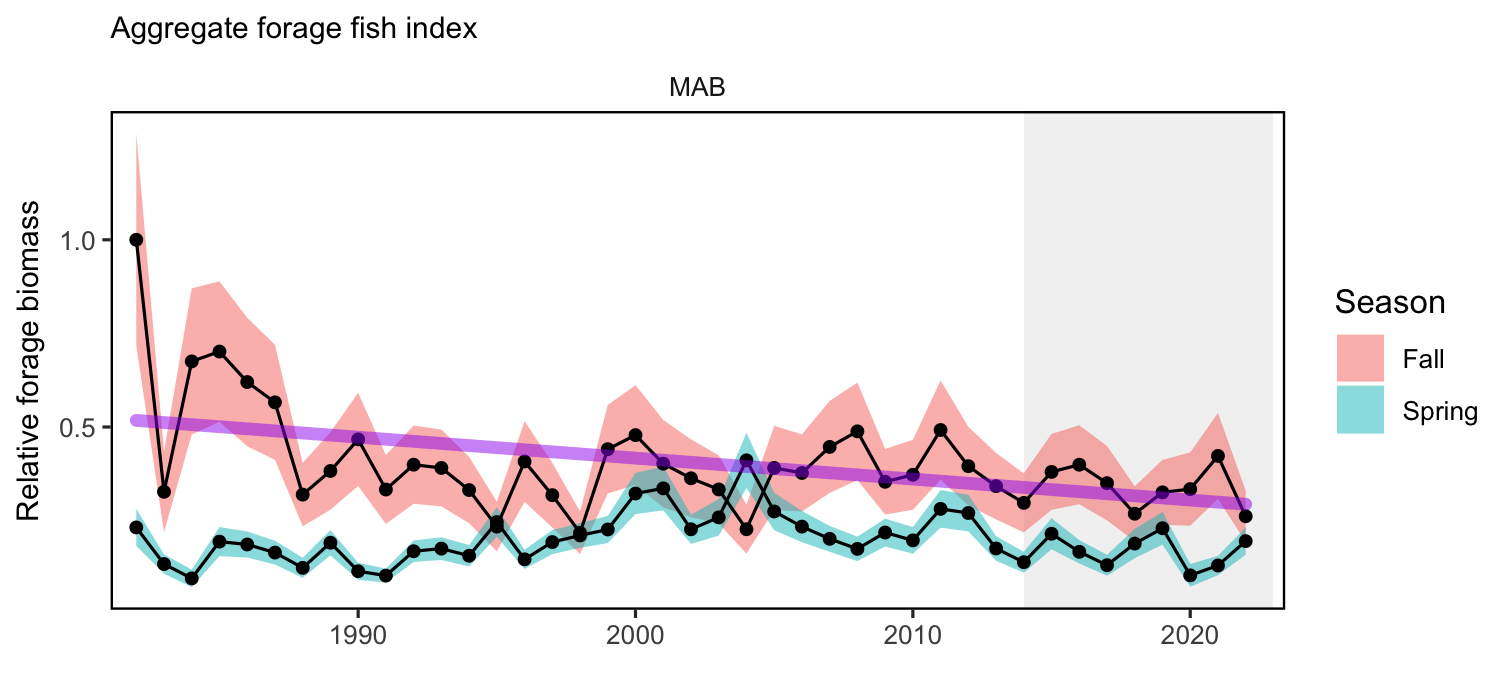 Aggregate forage fish index
MAB
Relative forage biomass
1.0
0.5
1990
2000
2010
2020
Season
Fall
Spring